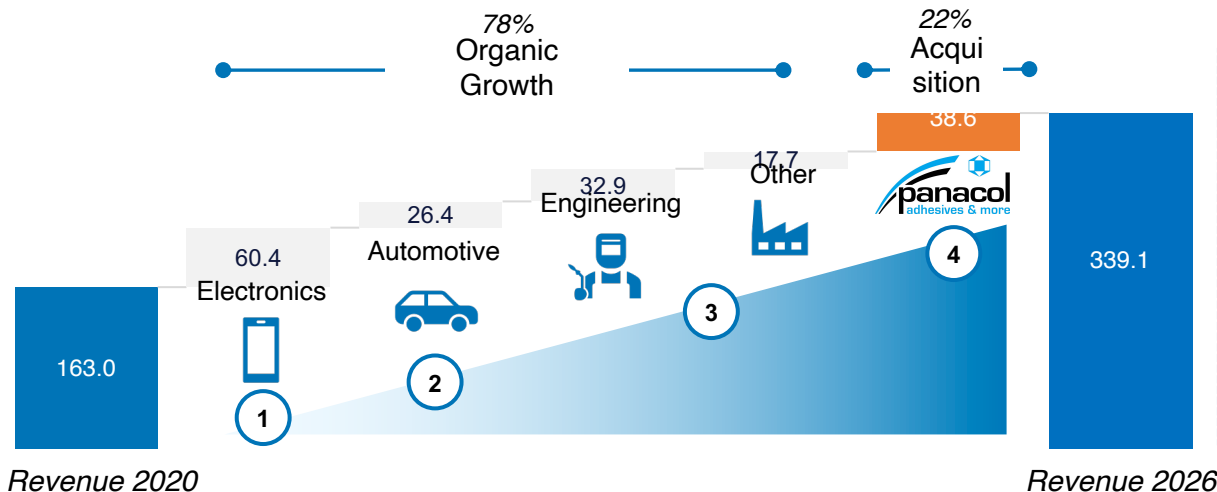 78%
Organic
Growth
22%
Acqui
sition
38.6
17.7
Other
32.9
Engineering
panacol
adhesives & more
26.4
Automotive
60.4
Electronics
4
339.1
3
163.0
2
1
Revenue 2020
Revenue 2026